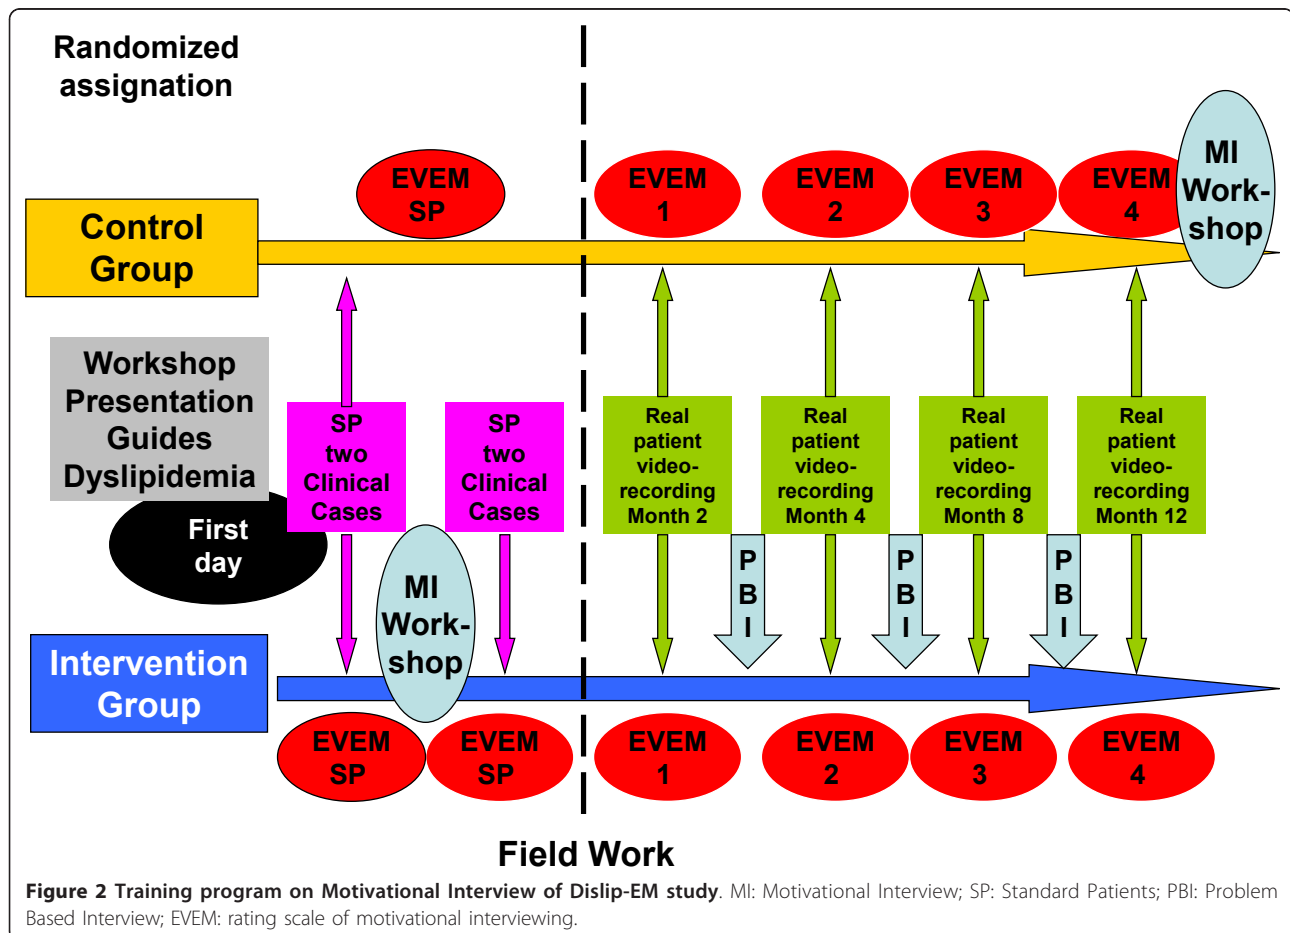 Randomized
assignation
EVEM
SP
EVEM
1
EVEM
2
EVEM
3
EVEM
4
MI
Work-
shop
Control
Group
Workshop
Presentation
Guides
Dyslipidemia
First
day
SP
two
Clinical
Cases
SP
two
Clinical
Cases
Real
patient
video-
recording
Month 2
Real
patient
video-
recording
Month 4
Real
patient
video-
recording
Month 8
Real
patient
video-
recording
Month 12
MI
Work-
shop
P
B
I
P
B
I
P
B
I
Intervention
Group
EVEM
SP
EVEM
SP
EVEM
1
EVEM
2
EVEM
3
EVEM
4
Field Work
Figure 2 Training program on Motivational Interview of Dislip-EM study. MI: Motivational Interview; SP: Standard Patients; PBI: Problem
Based Interview; EVEM: rating scale of motivational interviewing.